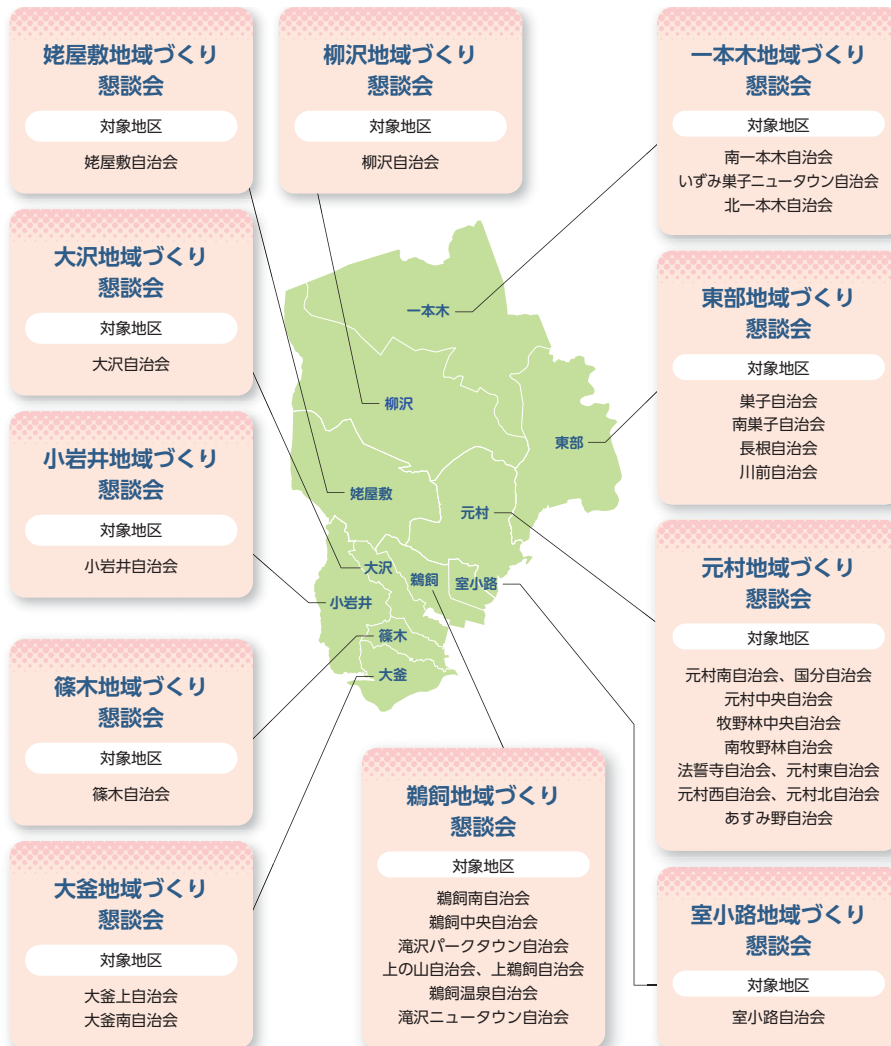 姥屋敷地域づくり
懇談会
対象地区
姥屋敷自治会
柳沢地域づくり
懇談会
対象地区
柳沢自治会
一本木地域づくり
懇談会
対象地区
南一本木自治会
いずみ巣子ニュータウン自治会
北一本木自治会
大沢地域づくり
懇談会
対象地区
大沢自治会
東部地域づくり
懇談会
対象地区
巣子自治会
南巣子自治会
長根自治会
川前自治会
小岩井地域づくり
懇談会
対象地区
小岩井自治会
一本木
柳沢
東部
姥屋敷
元村
大沢
鵜飼
室小路
小岩井
篠木
大釜
元村地域づくり
懇談会
対象地区
元村南自治会、国分自治会
元村中央自治会
牧野林中央自治会
南牧野林自治会
法誓寺自治会、元村東自治会
元村西自治会、元村北自治会
あすみ野自治会
篠木地域づくり
懇談会
対象地区
篠木自治会
鵜飼地域づくり
懇談会
対象地区
鵜飼南自治会
鵜飼中央自治会
滝沢パークタウン自治会
上の山自治会、上鵜飼自治会
鵜飼温泉自治会
滝沢ニュータウン自治会
大釜地域づくり
懇談会
対象地区
大釜上自治会
大釜南自治会
室小路地域づくり
懇談会
対象地区
室小路自治会